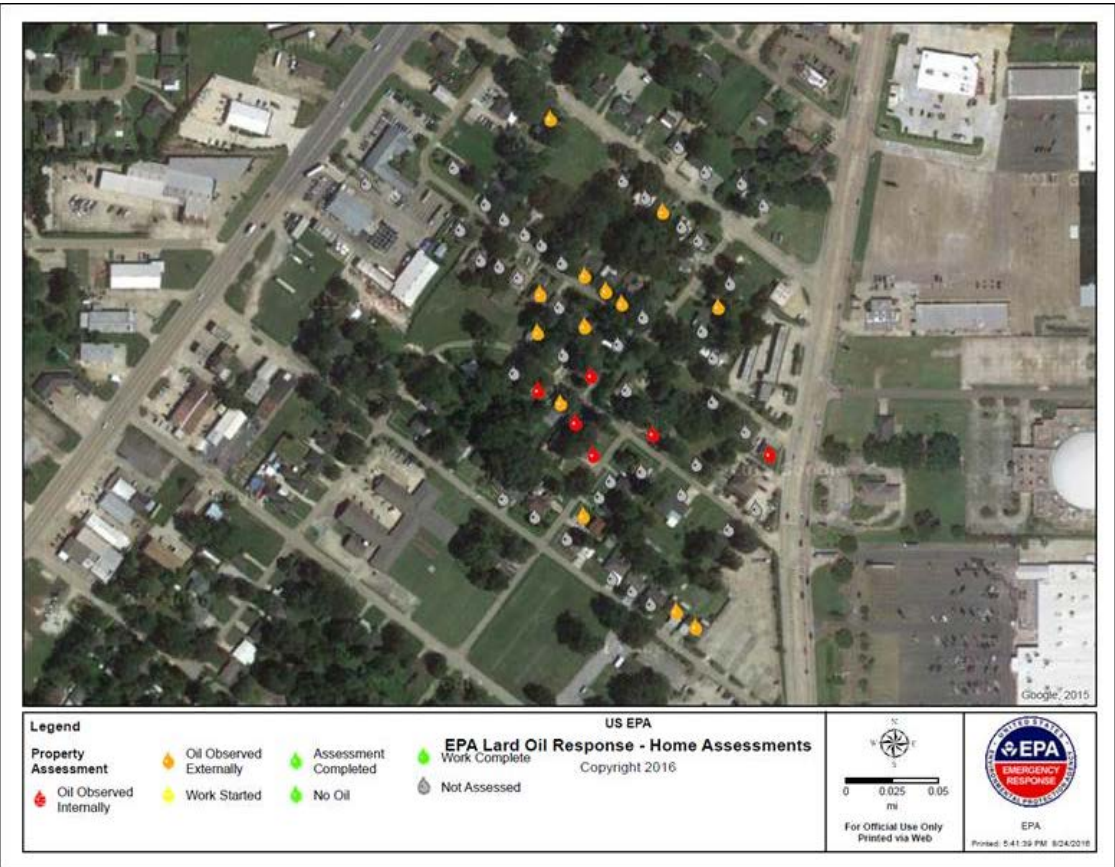 Google, 2015
Legend
Property
Assessment
Oil Observed
Internally
Oil Observed
Externally
Work Started
Assessment
Completed
No Oil
Work Complete
Not Assessed
US EPA
EPA Lard Oil Response - Home Assessments
Copyright 2016
N
W
E
S
0 0.025 0.05
mi
For Official Use Only
Printed via Web
UNITED STATES
EPA
EMERGENCY
RESPONSE
ENVIRONMENTAL PROTECTION AGENCY
EPA
Printed: 5:41:39 PM 8/24/2016